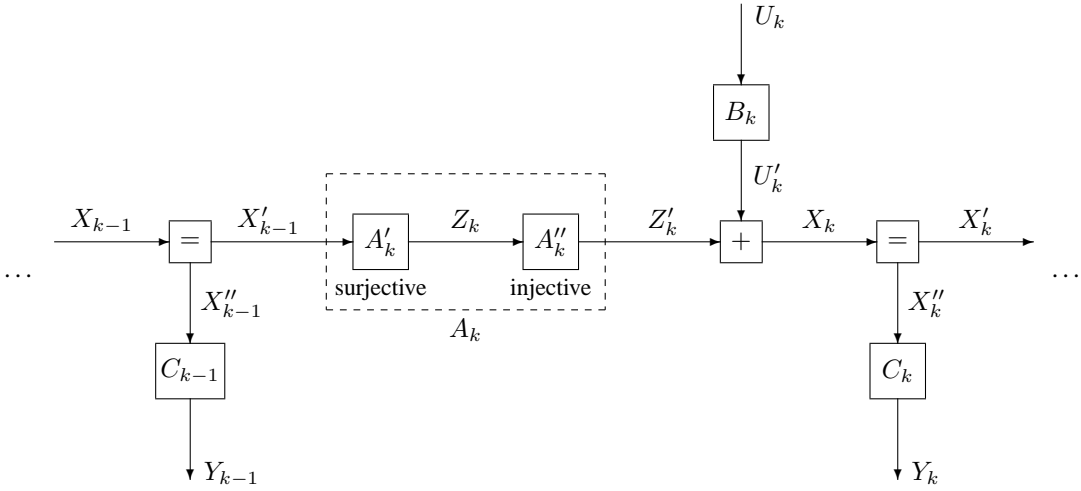 U_k
B_k
U′_k
X_{k−1} = X′_{k−1} A′_k Z_k A″_k Z′_k + X_k = X′_k
… surjective injective …
X″_{k−1} A_k X″_k
C_{k−1} C_k
Y_{k−1} Y_k